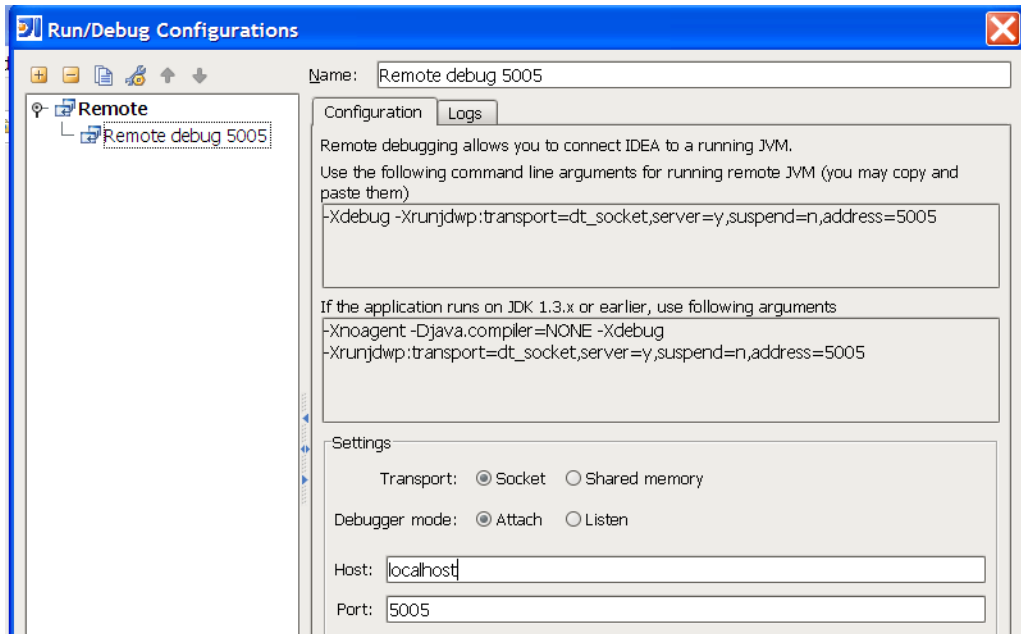 Run/Debug Configurations
Name: Remote debug 5005
Remote
Remote debug 5005
Configuration Logs
Remote debugging allows you to connect IDEA to a running JVM.
Use the following command line arguments for running remote JVM (you may copy and
paste them)
-Xdebug -Xrunjdwp:transport=dt_socket,server=y,suspend=n,address=5005
If the application runs on JDK 1.3.x or earlier, use following arguments
-Xnoagent -Djava.compiler=NONE -Xdebug
-Xrunjdwp:transport=dt_socket,server=y,suspend=n,address=5005
Settings
Transport: Socket Shared memory
Debugger mode: Attach Listen
Host: localhost
Port: 5005